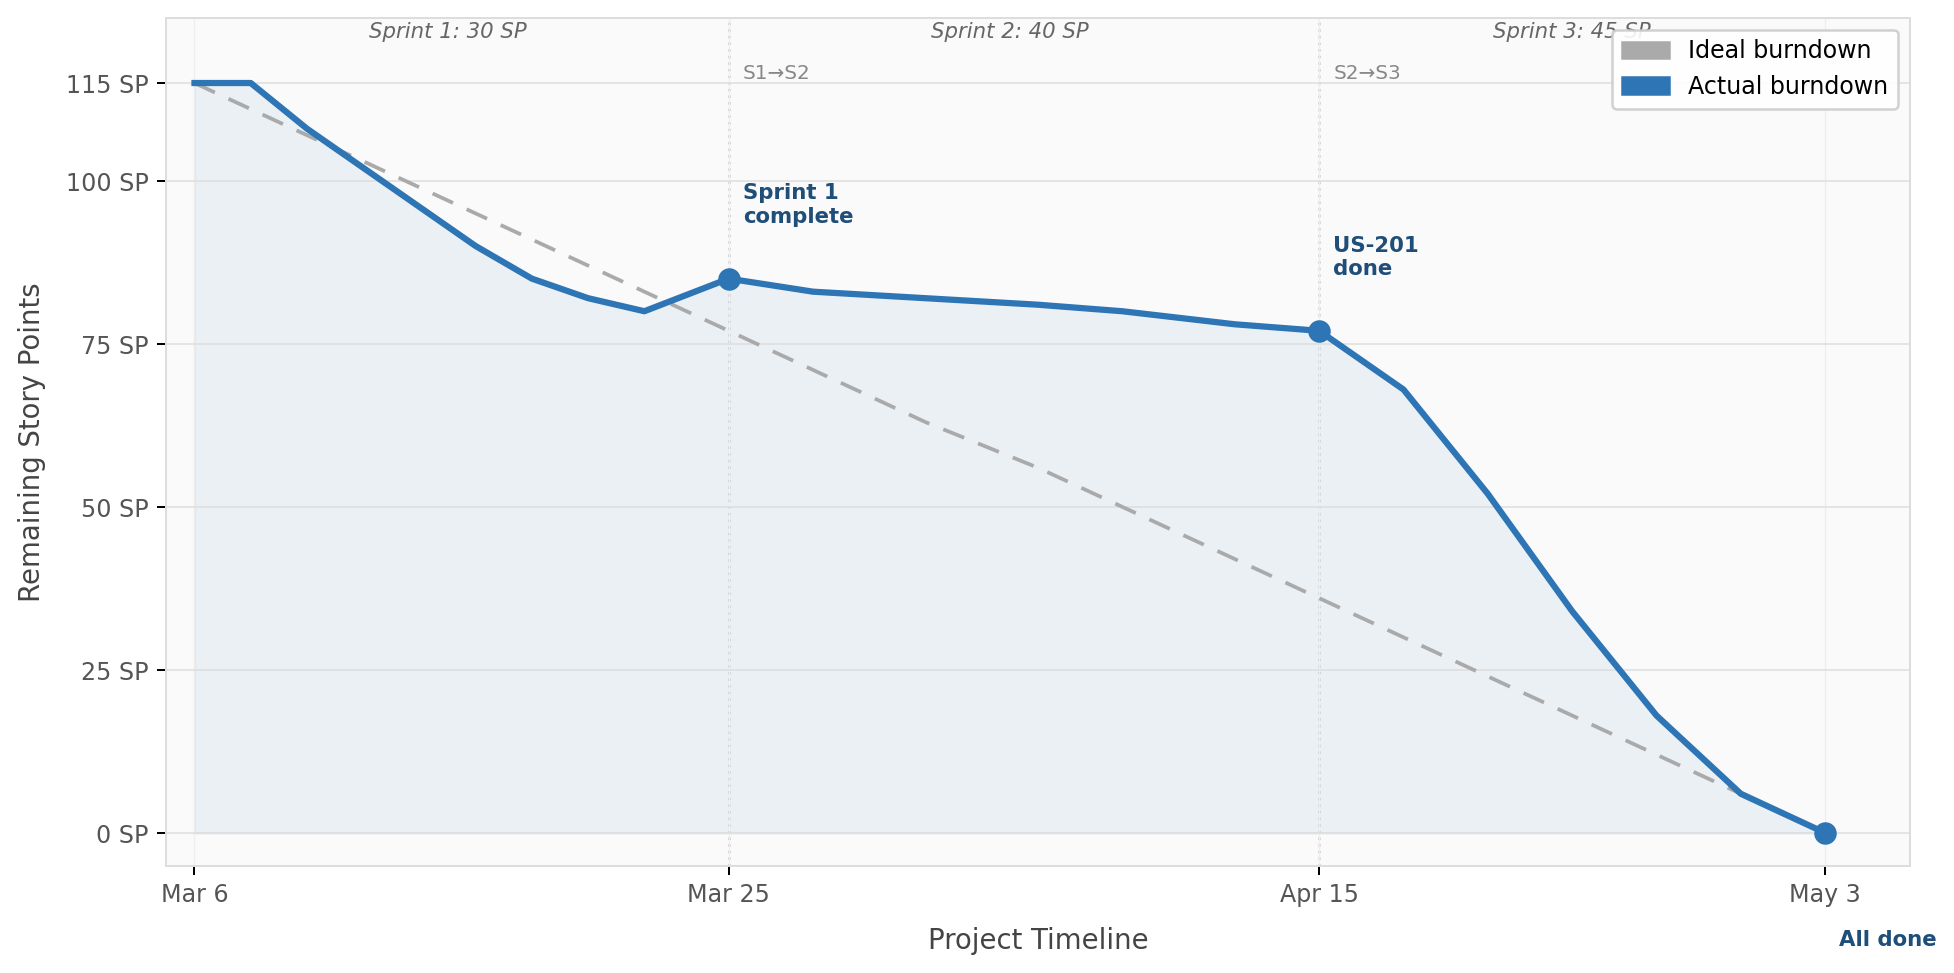 Sprint 1: 30 SP
Sprint 2: 40 SP
Sprint 3: 45 SP
Ideal burndown
Actual burndown
S1→S2
S2→S3
115 SP
100 SP
75 SP
50 SP
25 SP
0 SP
Sprint 1
complete
US-201
done
Remaining Story Points
Mar 6
Mar 25
Apr 15
May 3
Project Timeline
All done